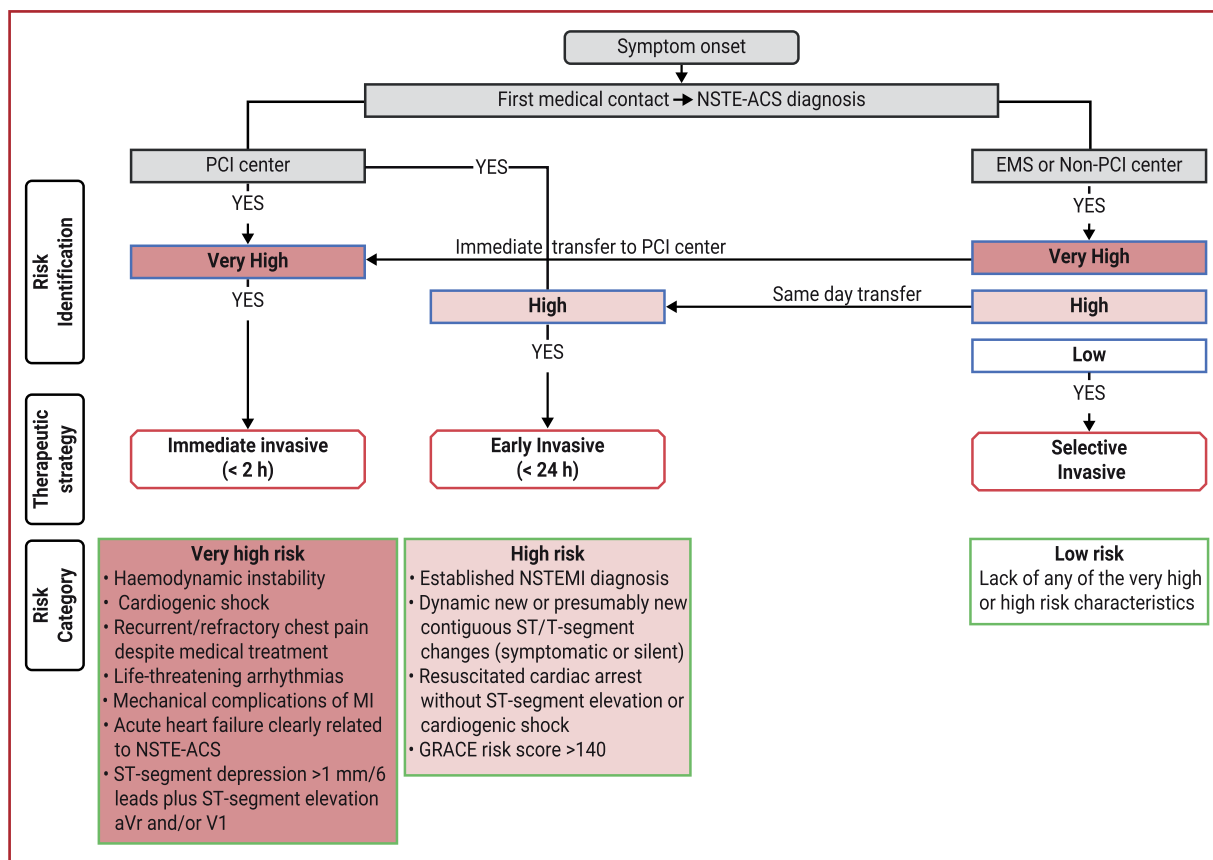 Symptom onset
First medical contact → NSTE-ACS diagnosis
PCI center
YES
EMS or Non-PCI center
YES
YES
Risk
Identification
Very High
Immediate transfer to PCI center
Very High
YES
High
Same day transfer
High
YES
Low
YES
Therapeutic
strategy
Immediate invasive
(< 2 h)
Early Invasive
(< 24 h)
Selective
Invasive
Risk
Category
Very high risk
• Haemodynamic instability
• Cardiogenic shock
• Recurrent/refractory chest pain
despite medical treatment
• Life-threatening arrhythmias
• Mechanical complications of MI
• Acute heart failure clearly related
to NSTE-ACS
• ST-segment depression >1 mm/6
leads plus ST-segment elevation
aVr and/or V1
High risk
• Established NSTEMI diagnosis
• Dynamic new or presumably new
contiguous ST/T-segment
changes (symptomatic or silent)
• Resuscitated cardiac arrest
without ST-segment elevation or
cardiogenic shock
• GRACE risk score >140
Low risk
Lack of any of the very high
or high risk characteristics